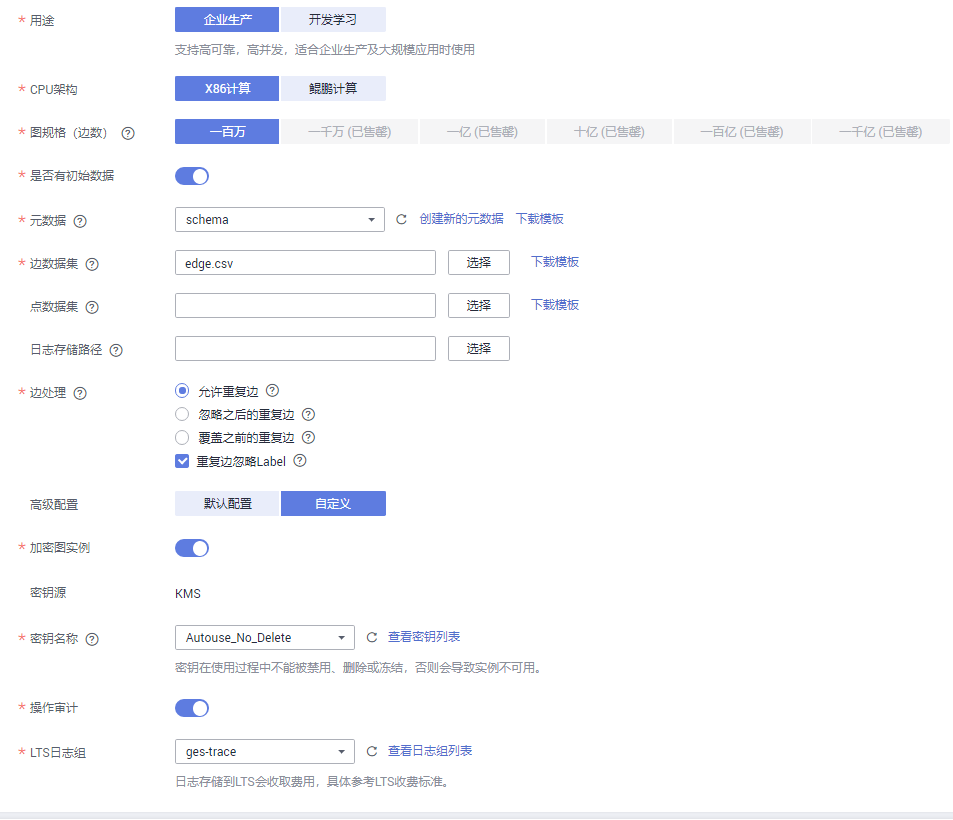 * 用途 企业生产 开发学习
支持高可靠，高并发，适合企业生产及大规模应用时使用
* CPU架构 X86计算 鲲鹏计算
* 图规格（边数） ? 一百万 一千万 (已售罄) 一亿 (已售罄) 十亿 (已售罄) 一百亿 (已售罄) 一千亿 (已售罄)
* 是否有初始数据
* 元数据 ? schema 创建新的元数据 下载模板
* 边数据集 ? edge.csv 选择 下载模板
点数据集 ? 选择 下载模板
日志存储路径 ? 选择
* 边处理 ? 允许重复边 ?
忽略之后的重复边 ?
覆盖之前的重复边 ?
重复边忽略Label ?
高级配置 默认配置 自定义
* 加密图实例
密钥源 KMS
* 密钥名称 ? Autouse_No_Delete 查看密钥列表
密钥在使用过程中不能被禁用、删除或冻结，否则会导致实例不可用。
* 操作审计
* LTS日志组 ges-trace 查看日志组列表
日志存储到LTS会收取费用，具体参考LTS收费标准。